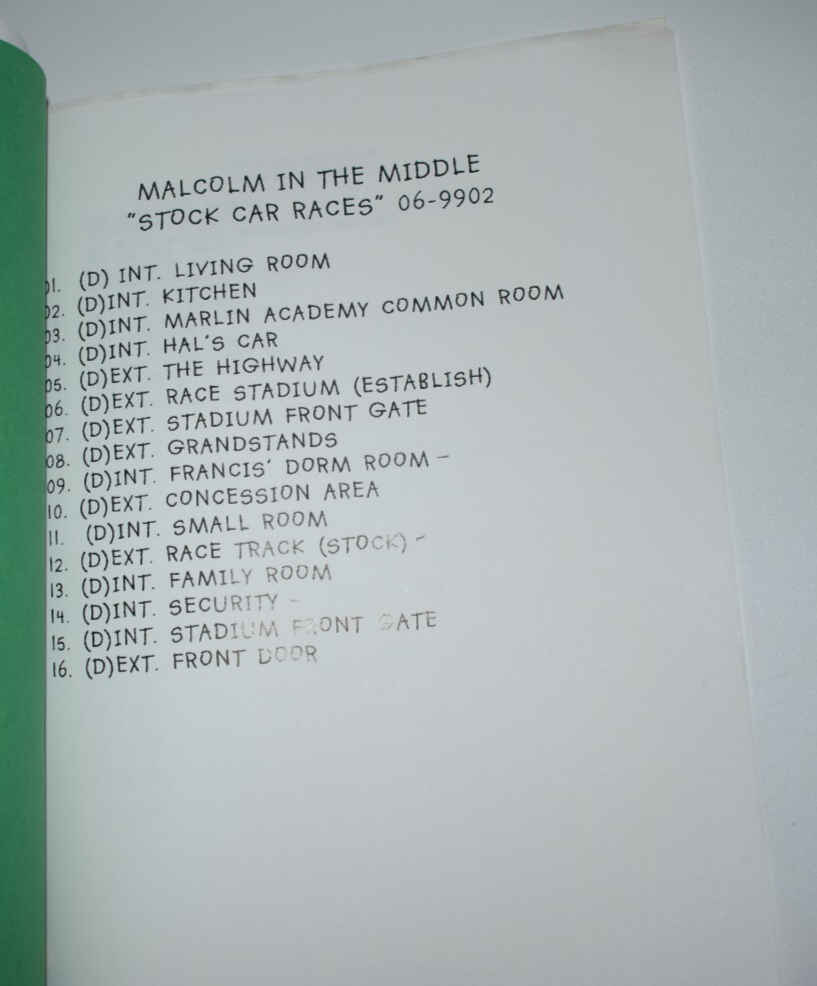 MALCOLM IN THE MIDDLE
"STOCK CAR RACES" 06-9902
01. (D) INT. LIVING ROOM
02. (D)INT. KITCHEN
03. (D)INT. MARLIN ACADEMY COMMON ROOM
04. (D)INT. HAL'S CAR
05. (D)EXT. THE HIGHWAY
06. (D)EXT. RACE STADIUM (ESTABLISH)
07. (D)EXT. STADIUM FRONT GATE
08. (D)EXT. GRANDSTANDS
09. (D)INT. FRANCIS' DORM ROOM -
10. (D)EXT. CONCESSION AREA
11. (D)INT. SMALL ROOM
12. (D)EXT. RACE TRACK (STOCK) -
13. (D)INT. FAMILY ROOM
14. (D)INT. SECURITY -
15. (D)INT. STADIUM FRONT GATE
16. (D)EXT. FRONT DOOR